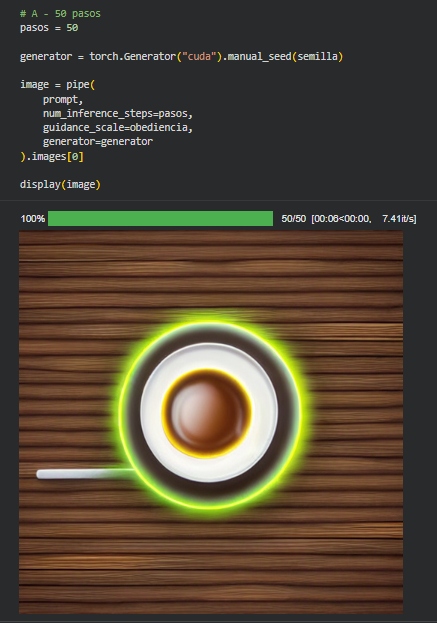 # A - 50 pasos
pasos = 50
generator = torch.Generator("cuda").manual_seed(semilla)
image = pipe(
prompt,
num_inference_steps=pasos,
guidance_scale=obediencia,
generator=generator
).images[0]
display(image)
100% 50/50 [00:06<00:00, 7.41it/s]